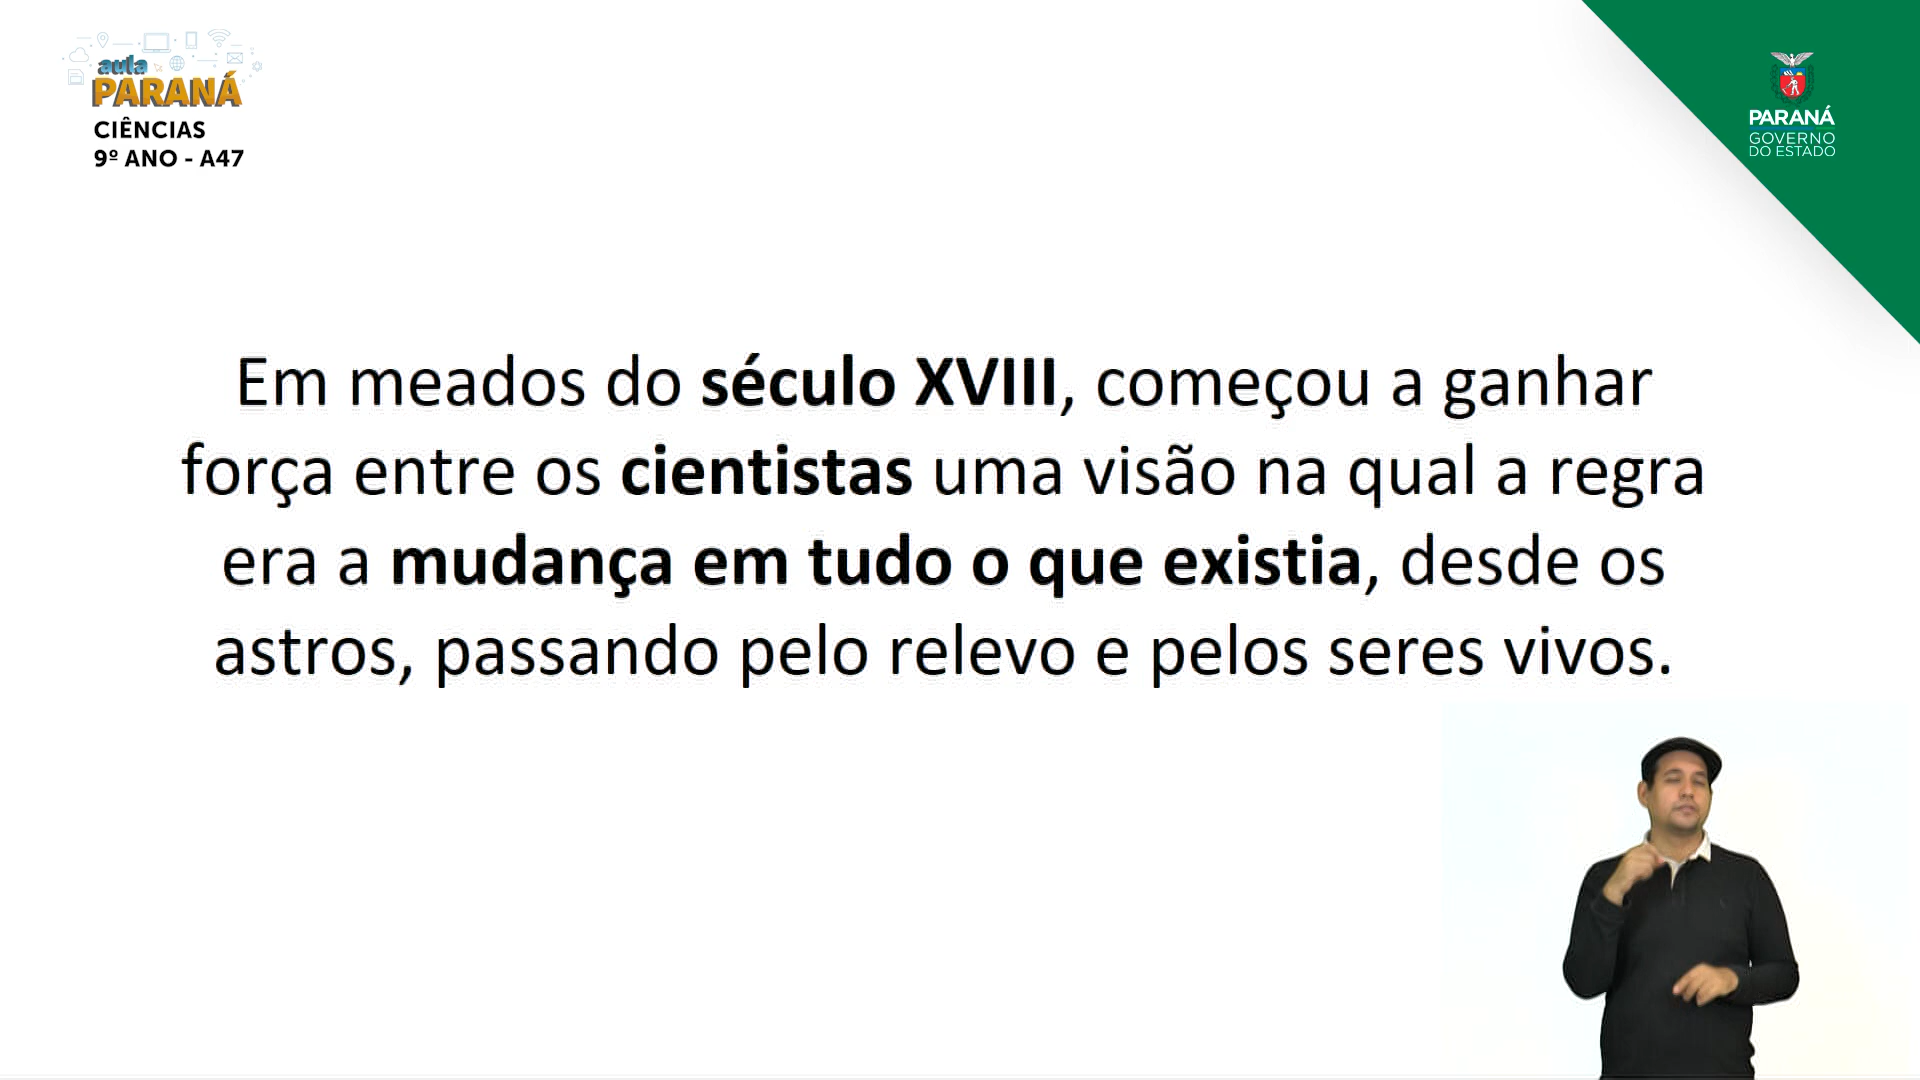 aula
PARANÁ
CIÊNCIAS
9º ANO - A47
PARANÁ
GOVERNO
DO ESTADO
Em meados do século XVIII, começou a ganhar
força entre os cientistas uma visão na qual a regra
era a mudança em tudo o que existia, desde os
astros, passando pelo relevo e pelos seres vivos.